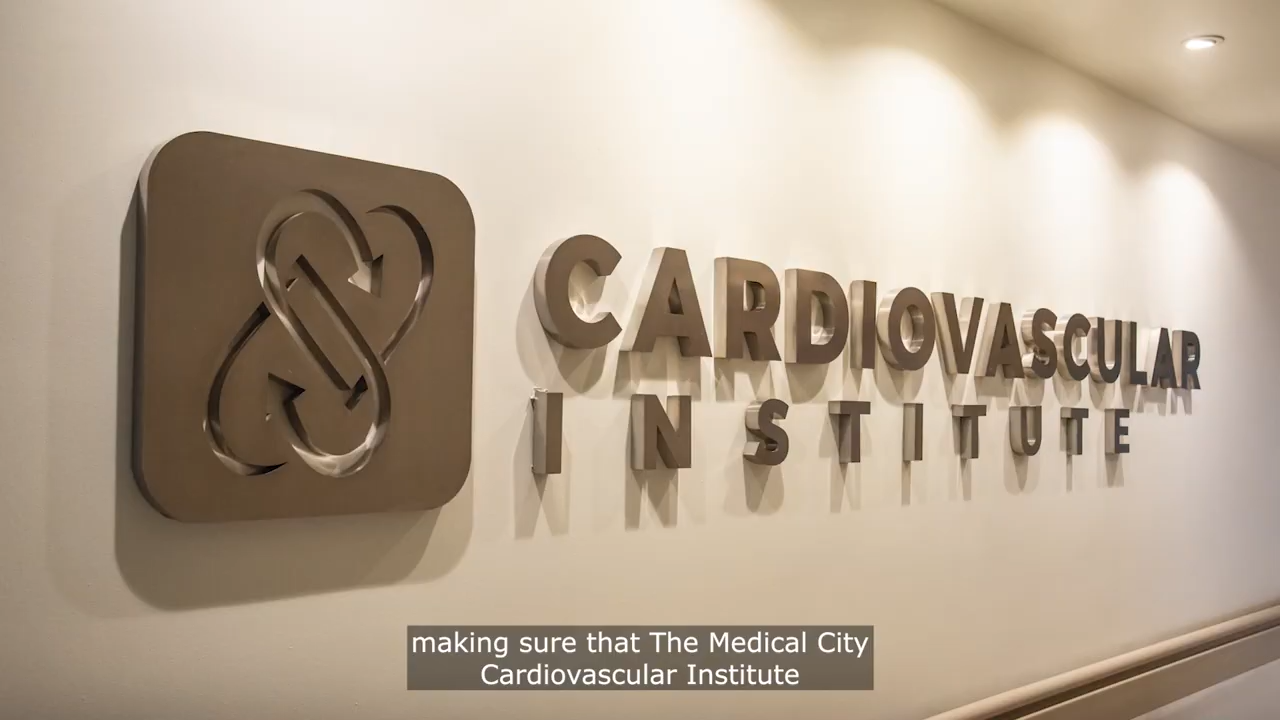 CARDIOVASCULAR
INSTITUTE
making sure that The Medical City
Cardiovascular Institute